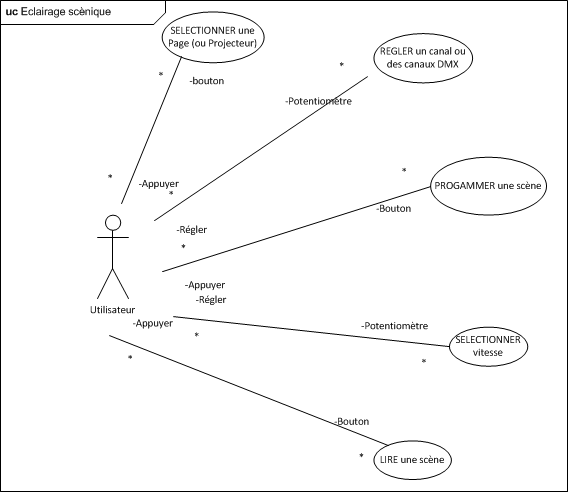 uc Eclairage scènique
SELECTIONNER une
Page (ou Projecteur)
REGLER un canal ou
des canaux DMX
*
*
-bouton
-Potentiomètre
*
*
-Appuyer
*
PROGAMMER une scène
-Bouton
-Régler
*
-Appuyer
-Régler
Utilisateur
-Appuyer
-Potentiomètre
*
SELECTIONNER
vitesse
*
*
-Bouton
*
LIRE une scène